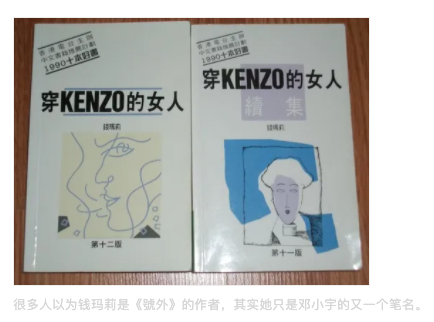 香港電台主辦
中文書籍推薦計劃
1990十本好書
穿KENZO的女人
錢瑪莉
第十二版
香港電台主辦
中文書籍推薦計劃
1990十本好書
穿KENZO的女人
續集
錢瑪莉
第十一版
很多人以为钱玛莉是《號外》的作者，其实她只是邓小宇的又一个笔名。